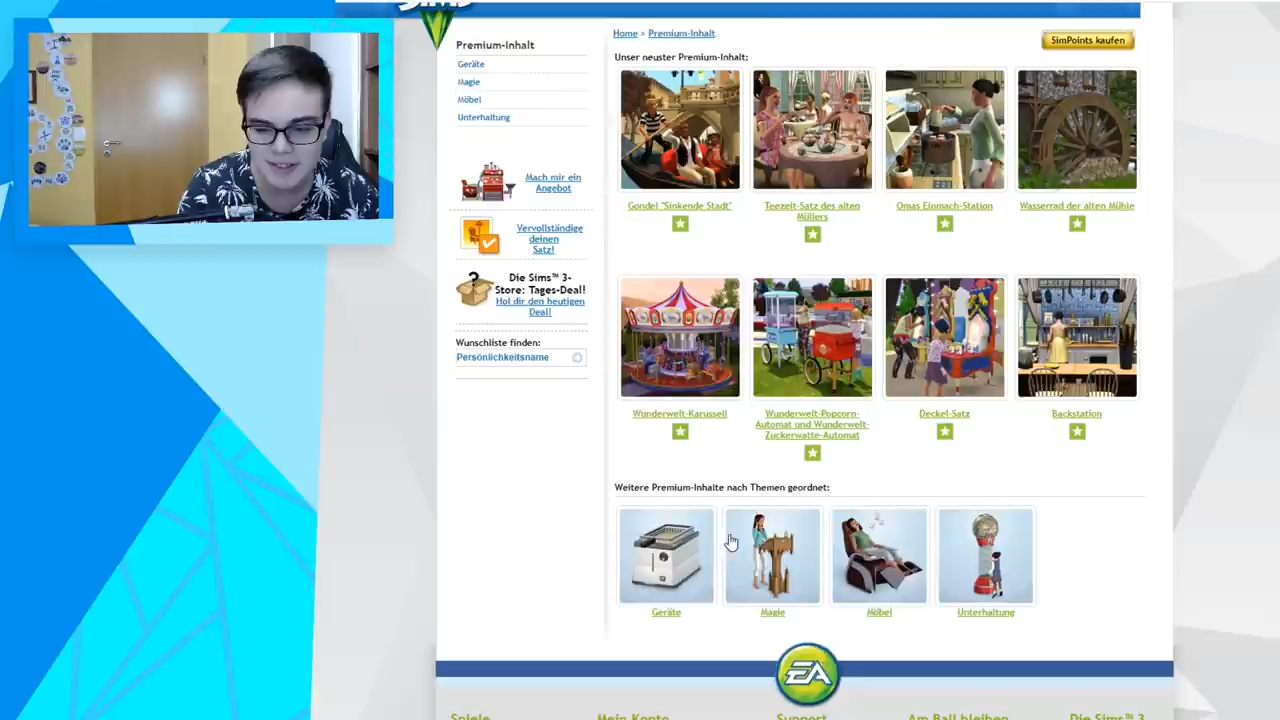 Premium-Inhalt
Geräte
Magie
Möbel
Unterhaltung
Mach mir ein
Angebot
Vervollständige
deinen
Satz!
Die Sims™ 3-
Store: Tages-Deal!
Hol dir den heutigen
Deal!
Wunschliste finden:
Persönlichkeitsname
Home > Premium-Inhalt
SimPoints kaufen
Unser neuster Premium-Inhalt:
Gondel "Sinkende Stadt"
Teezeit-Satz des alten
Müllers
Omas Einmach-Station
Wasserrad der alten Mühle
Wunderwelt-Karussell
Wunderwelt-Popcorn-
Automat und Wunderwelt-
Zuckerwatte-Automat
Deckel-Satz
Backstation
Weitere Premium-Inhalte nach Themen geordnet:
Geräte
Magie
Möbel
Unterhaltung
EA
Spiele
Mein Konto
Support
Am Ball bleiben
Die Sims™ 3